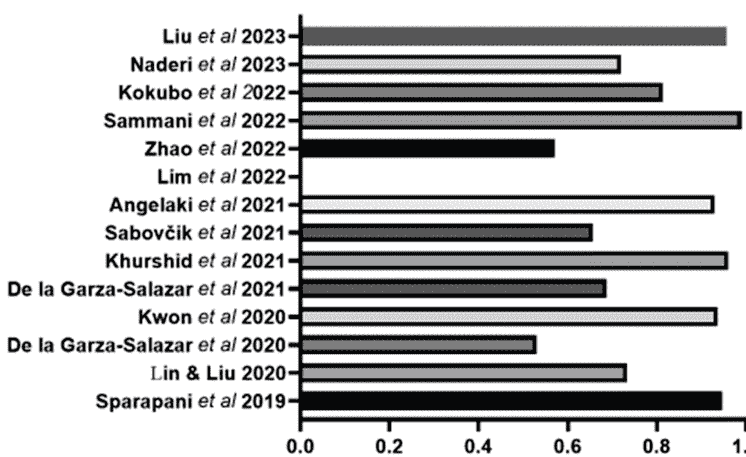 Liu et al 2023
Naderi et al 2023
Kokubo et al 2022
Sammani et al 2022
Zhao et al 2022
Lim et al 2022
Angelaki et al 2021
Sabovčik et al 2021
Khurshid et al 2021
De la Garza-Salazar et al 2021
Kwon et al 2020
De la Garza-Salazar et al 2020
Lin & Liu 2020
Sparapani et al 2019
0.0 0.2 0.4 0.6 0.8 1.